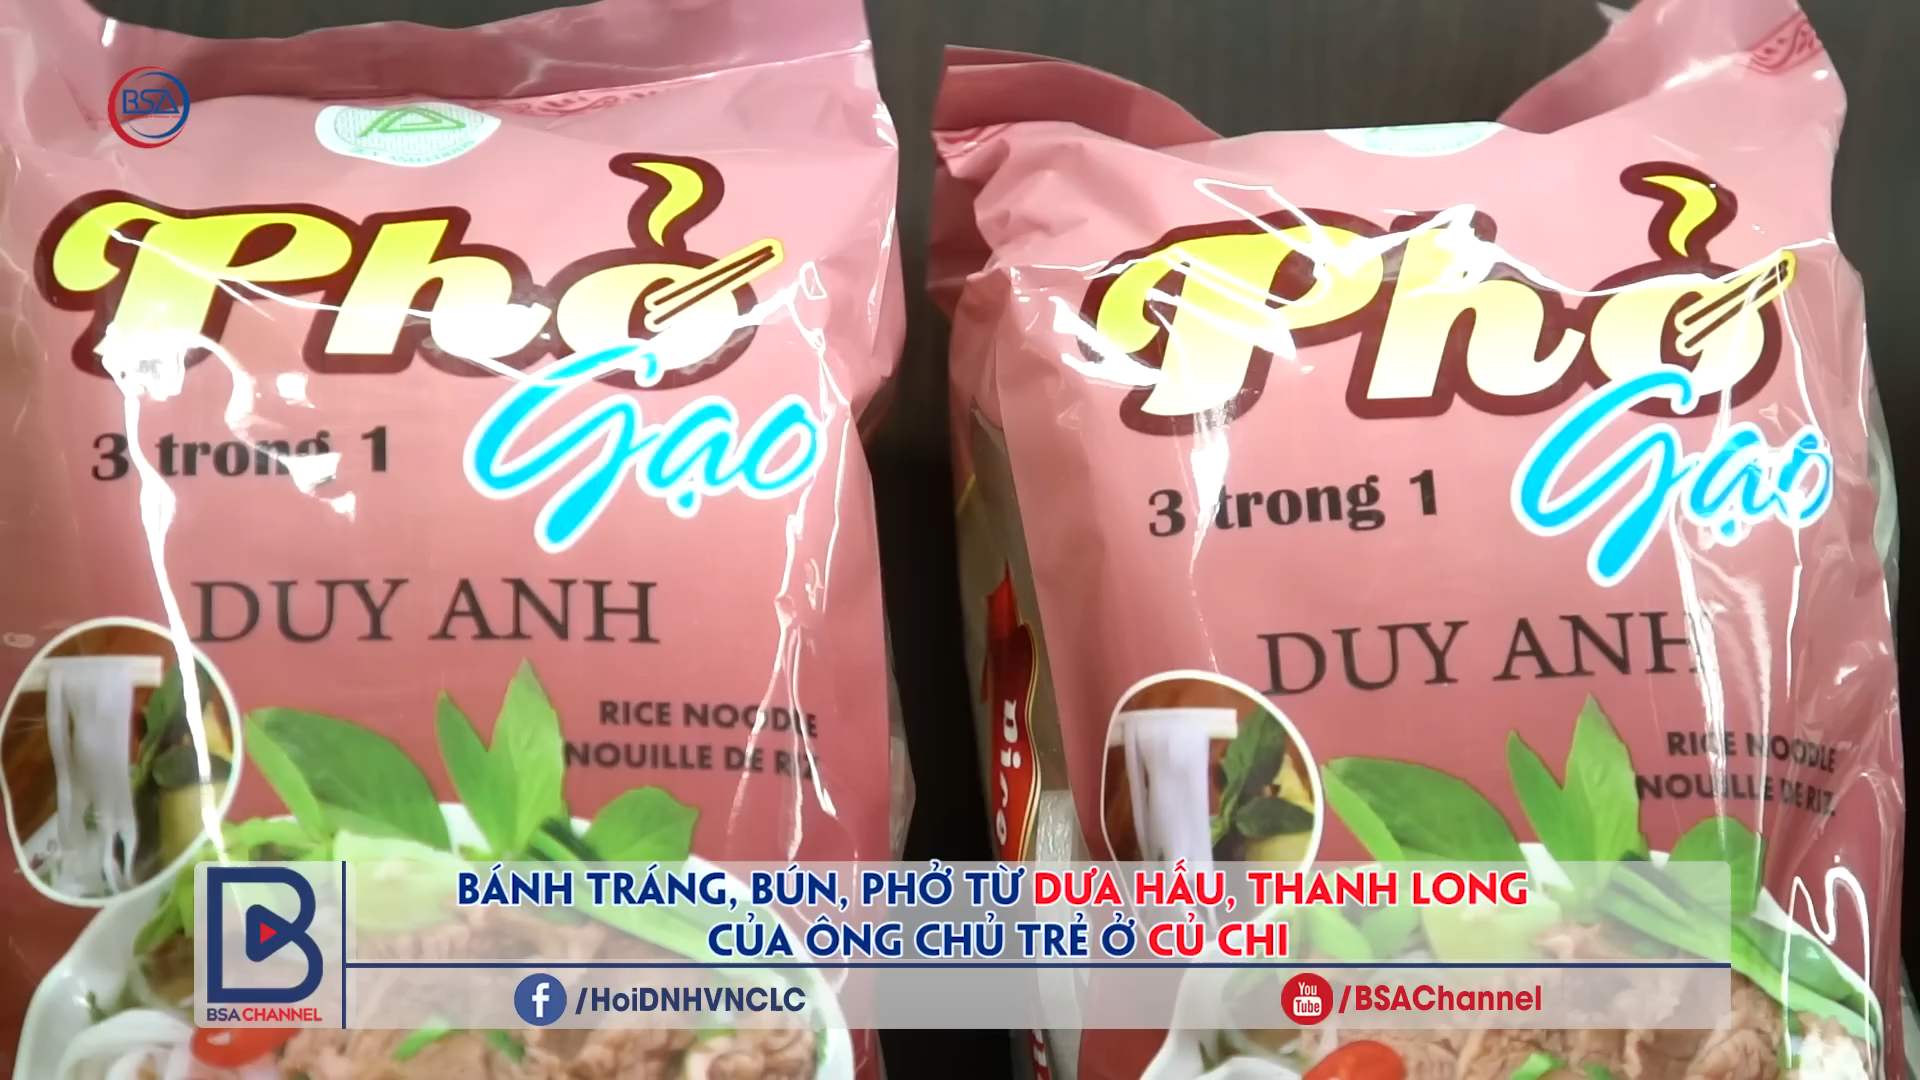 BSA
Phở
Gạo
3 trong 1
DUY ANH
RICE NOODLE
NOUILLE DE RIZ
Phở
Gạo
3 trong 1
DUY ANH
RICE NOODLE
NOUILLE DE RIZ
BÁNH TRÁNG, BÚN, PHỞ TỪ DƯA HẤU, THANH LONG
CỦA ÔNG CHỦ TRẺ Ở CỦ CHI
BSA CHANNEL
/HoiDNHVNCLC
You Tube /BSAChannel